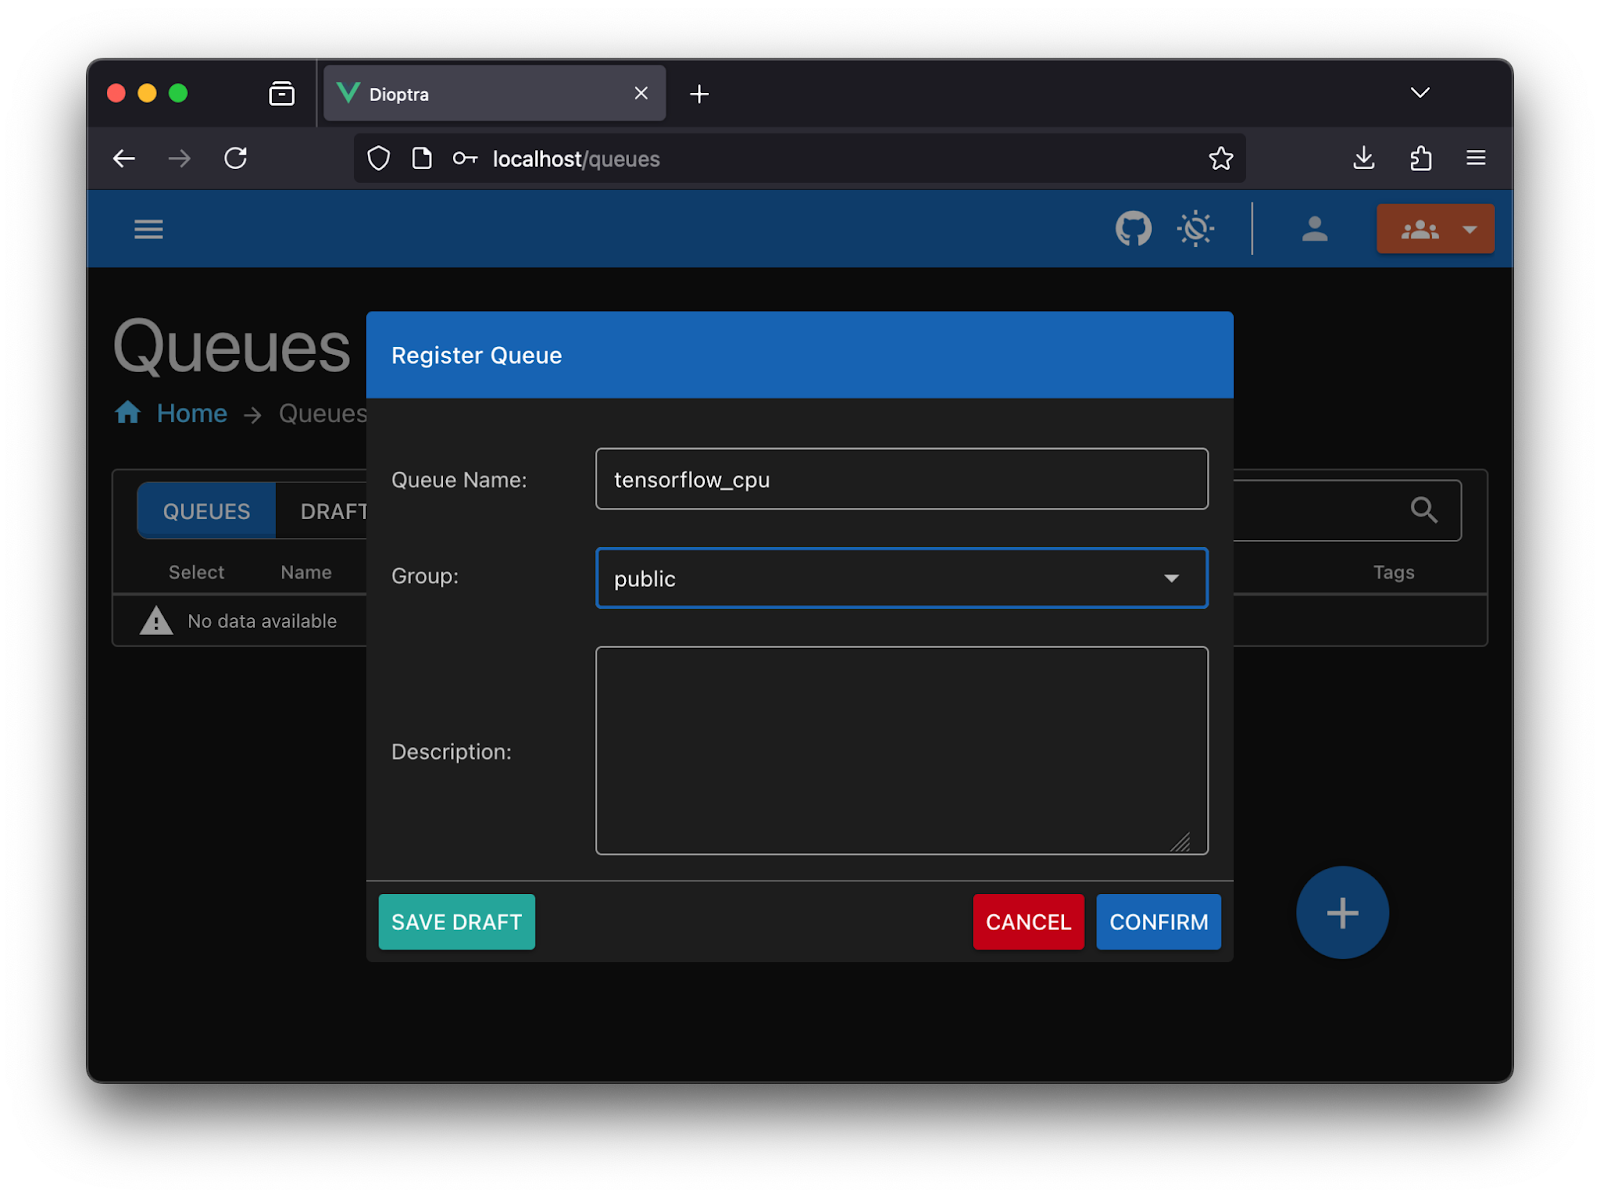 Dioptra
localhost/queues
Queues
Home → Queues
Register Queue
Queue Name: tensorflow_cpu
Group: public
Description:
QUEUES DRAFT
Select Name Tags
No data available
SAVE DRAFT CANCEL CONFIRM